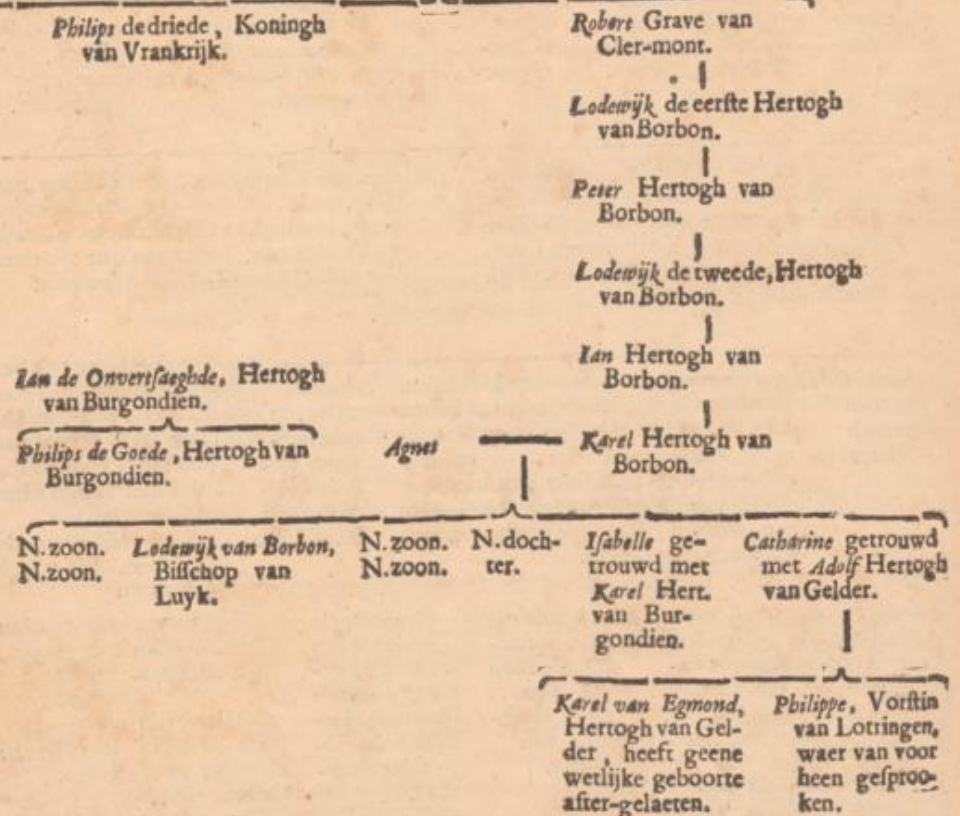 Philips de driede, Koningh
van Vrankrijk.
Robert Grave van
Cler-mont.
Lodewijk de eerſte Hertogh
van Borbon.
Peter Hertogh van
Borbon.
Lodewijk de tweede, Hertogh
van Borbon.
Ian Hertogh van
Borbon.
Ian de Onvertſaeghde, Hertogh
van Burgondien.
Philips de Goede, Hertogh van
Burgondien.
Agnes
Karel Hertogh van
Borbon.
N. zoon.
N. zoon.
Lodewijk van Borbon,
Biſſchop van
Luyk.
N. zoon.
N. zoon.
N. doch-
ter.
Iſabelle ge-
trouwd met
Karel Hert.
van Bur-
gondien.
Catharine getrouwd
met Adolf Hertogh
van Gelder.
Karel van Egmond,
Hertogh van Gel-
der, heeft geene
wetlijke geboorte
after-gelaeten.
Philippe, Vorſtin
van Lotringen,
waer van voor
heen geſproo-
ken.